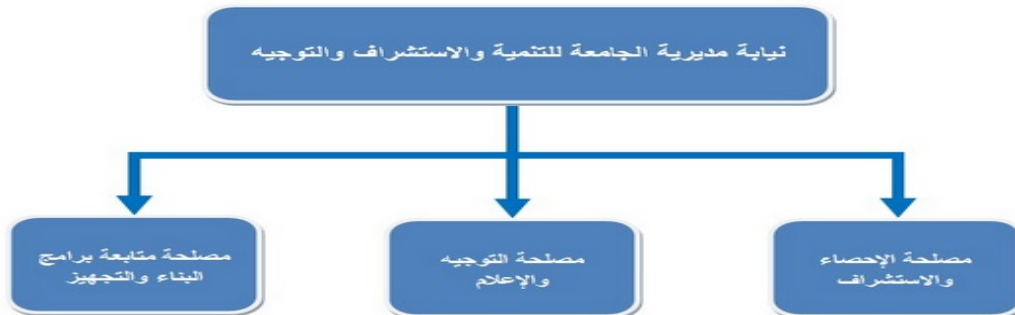 نيابة مديرية الجامعة للتنمية والاستشراف والتوجيه
مصلحة الإحصاء
والاستشراف
مصلحة التوجيه
والإعلام
مصلحة متابعة برامج
البناء والتجهيز